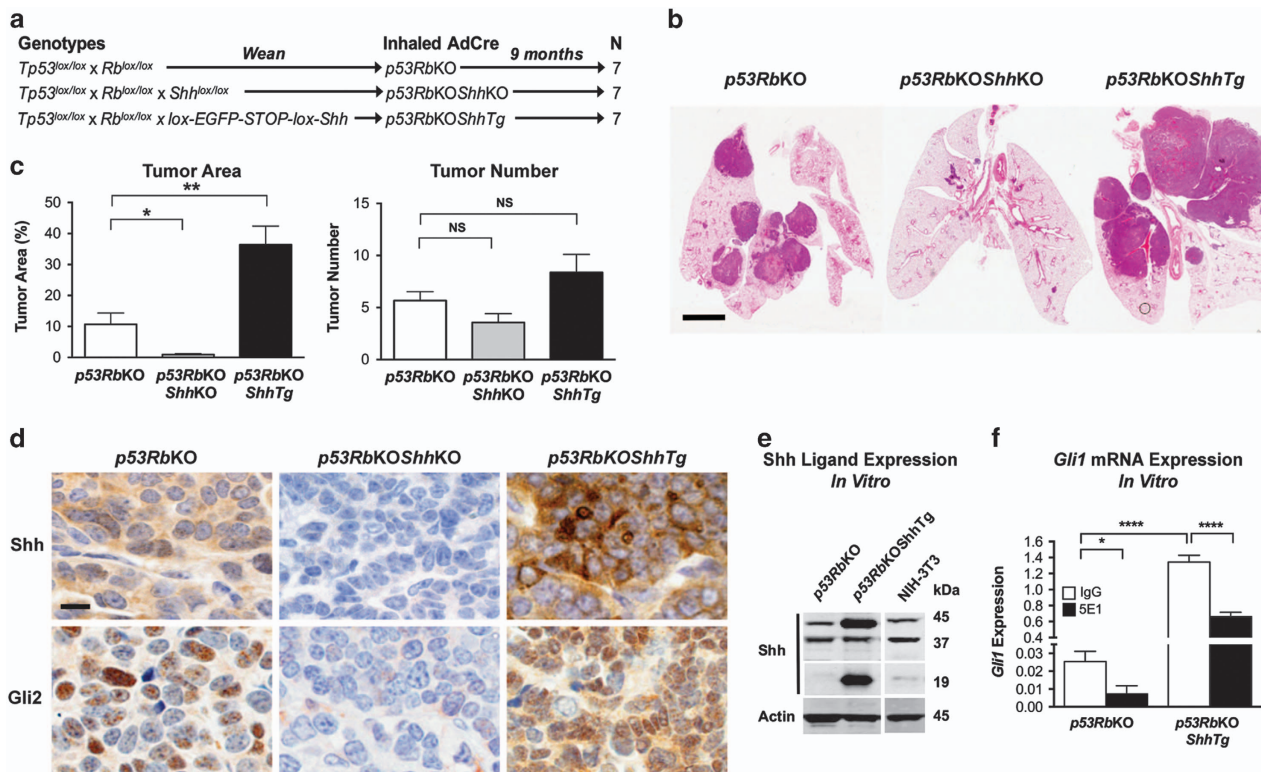 a
Genotypes Wean Inhaled AdCre 9 months N
Tp53lox/lox x Rblox/lox p53RbKO 7
Tp53lox/lox x Rblox/lox x Shhlox/lox p53RbKOShhKO 7
Tp53lox/lox x Rblox/lox x lox-EGFP-STOP-lox-Shh p53RbKOShhTg 7
b
p53RbKO p53RbKOShhKO p53RbKOShhTg
c
Tumor Area
**
*
Tumor Area (%)
50
40
30
20
10
0
p53RbKO p53RbKO ShhKO p53RbKO ShhTg
Tumor Number
NS
NS
Tumor Number
15
10
5
0
p53RbKO p53RbKO ShhKO p53RbKO ShhTg
d
p53RbKO p53RbKOShhKO p53RbKOShhTg
Shh
Gli2
e
Shh Ligand Expression
In Vitro
p53RbKO p53RbKOShhTg NIH-3T3 kDa
45
37
Shh
19
Actin 45
f
Gli1 mRNA Expression
In Vitro
**** ****
*
Gli1 Expression
1.6
1.4
1.2
1.0
0.8
0.6
0.4
0.03
0.02
0.01
0.00
IgG
5E1
p53RbKO p53RbKO
ShhTg